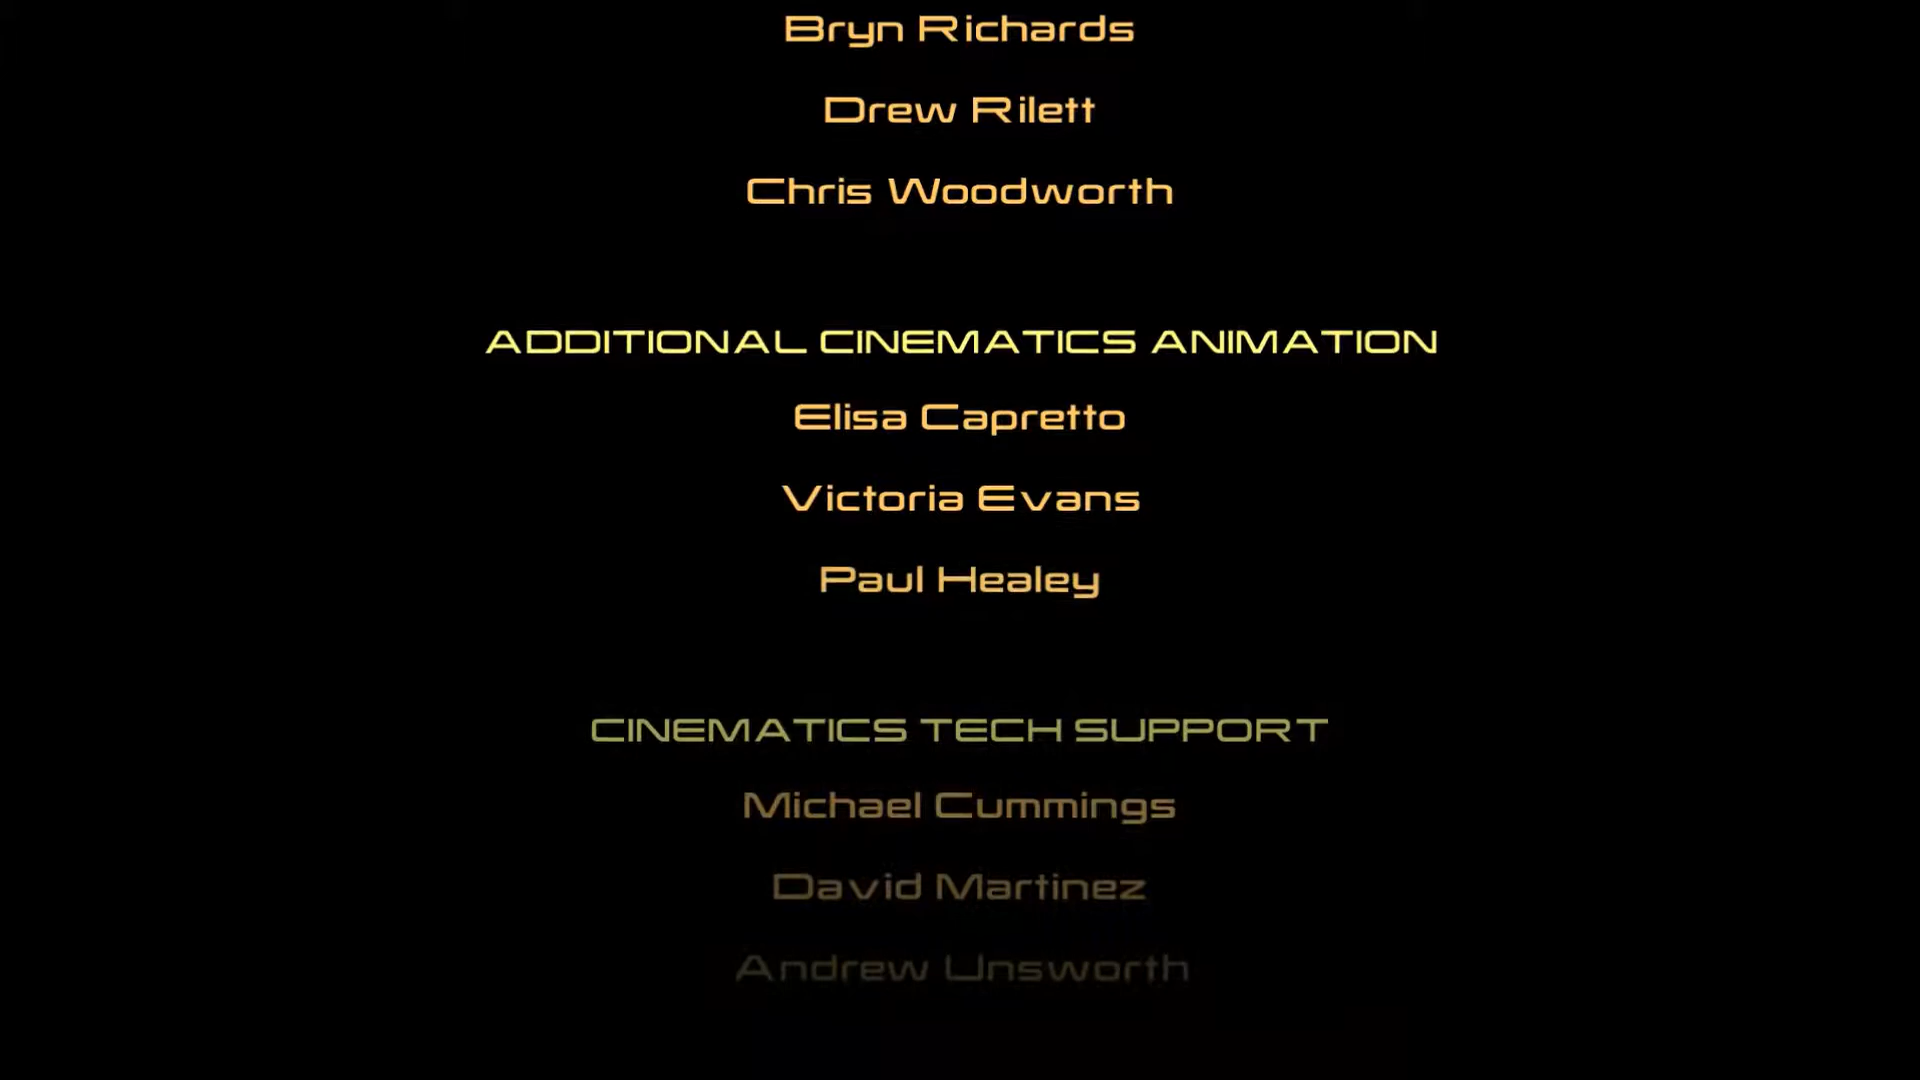 Bryn Richards
Drew Rilett
Chris Woodworth
ADDITIONAL CINEMATICS ANIMATION
Elisa Capretto
Victoria Evans
Paul Healey
CINEMATICS TECH SUPPORT
Michael Cummings
David Martinez
Andrew Unsworth